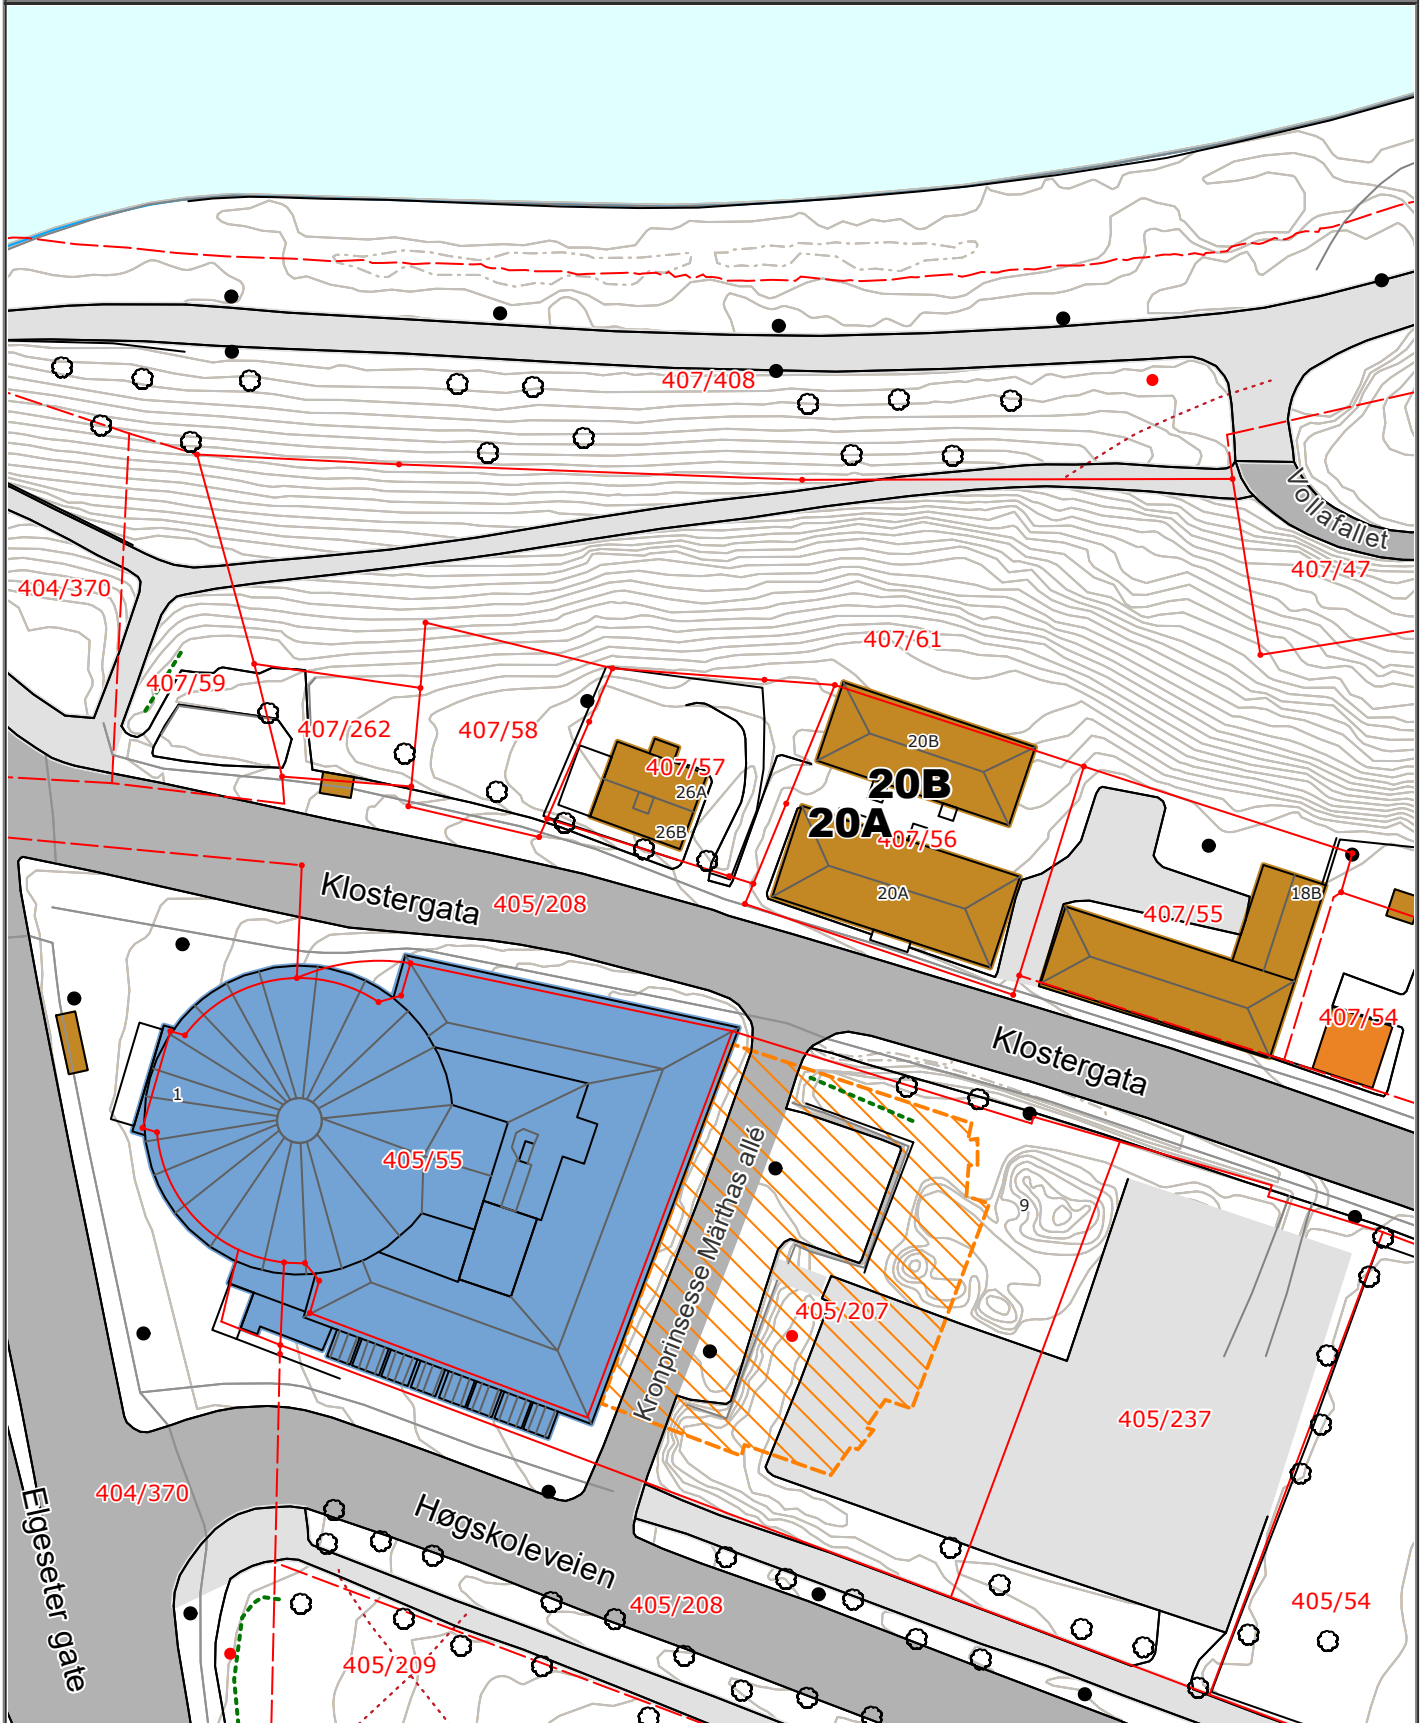 407/408
Vollafallet
407/47
404/370
407/61
407/59
407/262
407/58
407/57
26A
26B
20B
20B
20A
407/56
20A
18B
407/55
407/54
Klostergata
405/208
Klostergata
1
405/55
Kronprinsesse Märthas allé
9
405/207
405/237
404/370
Høgskoleveien
Elgeseter gate
405/208
405/54
405/209